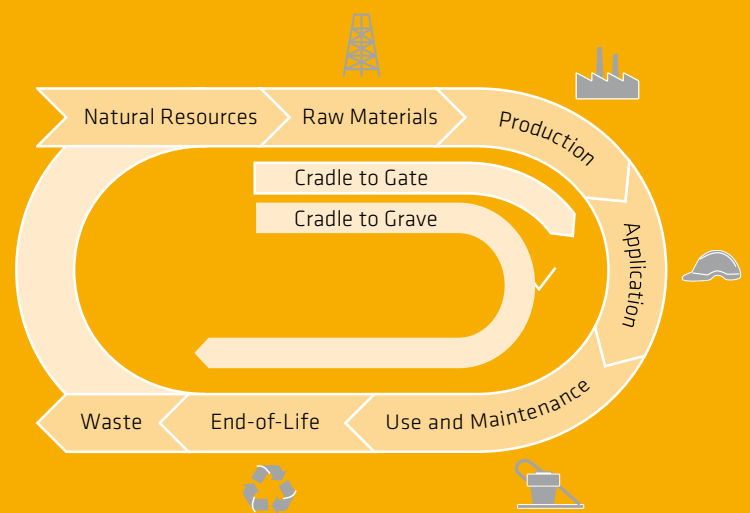 Natural Resources
Raw Materials
Production
Cradle to Gate
Cradle to Grave
Application
Use and Maintenance
End-of-Life
Waste